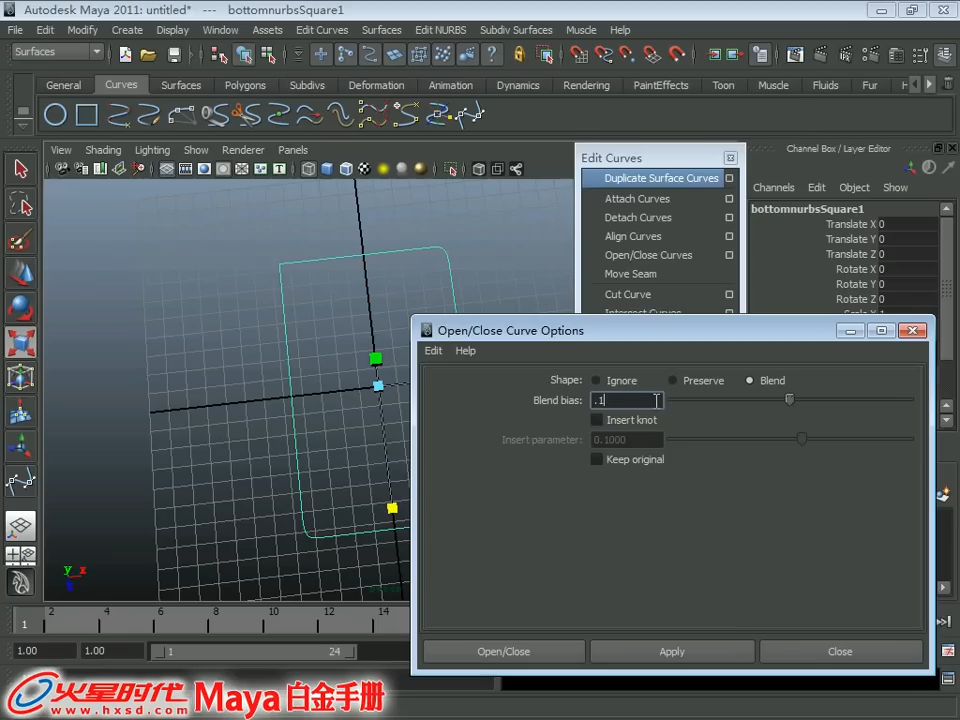 Autodesk Maya 2011: untitled* --- bottomnurbsSquare1
File Edit Modify Create Display Window Assets Edit Curves Surfaces Edit NURBS Subdiv Surfaces Muscle Help
Surfaces
General Curves Surfaces Polygons Subdivs Deformation Animation Dynamics Rendering PaintEffects Toon Muscle Fluids Fur
View Shading Lighting Show Renderer Panels
Edit Curves
Duplicate Surface Curves
Attach Curves
Detach Curves
Align Curves
Open/Close Curves
Move Seam
Cut Curve
Intersect Curves
Channel Box / Layer Editor
Channels Edit Object Show
bottomnurbsSquare1
Translate X 0
Translate Y 0
Translate Z 0
Rotate X 0
Rotate Y 0
Rotate Z 0
Open/Close Curve Options
Edit Help
Shape: Ignore Preserve Blend
Blend bias: .1
Insert knot
Insert parameter: 0.1000
Keep original
Open/Close Apply Close
y x
1 2 4 6 8 10 12 14
1.00 1.00 1 24
火星时代 Maya 白金手册
www.hxsd.com